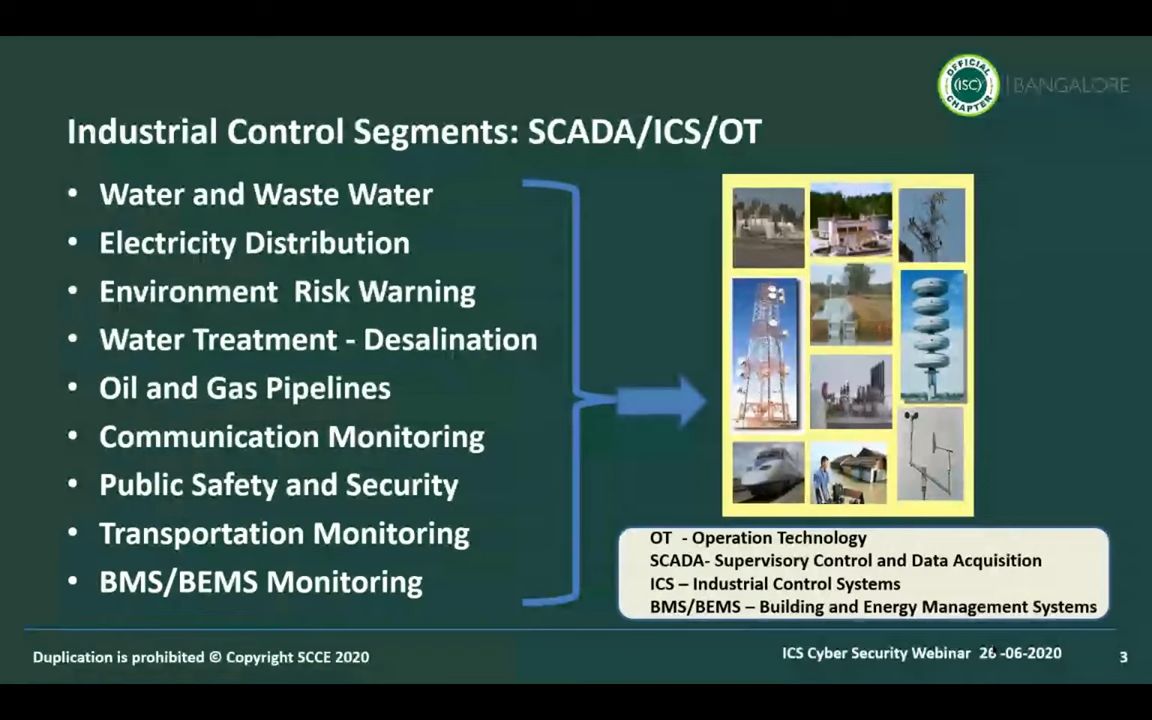 OFFICIAL
(ISC)
CHAPTER
BANGALORE
Industrial Control Segments: SCADA/ICS/OT
• Water and Waste Water
• Electricity Distribution
• Environment Risk Warning
• Water Treatment - Desalination
• Oil and Gas Pipelines
• Communication Monitoring
• Public Safety and Security
• Transportation Monitoring
• BMS/BEMS Monitoring
OT - Operation Technology
SCADA- Supervisory Control and Data Acquisition
ICS – Industrial Control Systems
BMS/BEMS – Building and Energy Management Systems
Duplication is prohibited © Copyright SCCE 2020
ICS Cyber Security Webinar 26 -06-2020
3